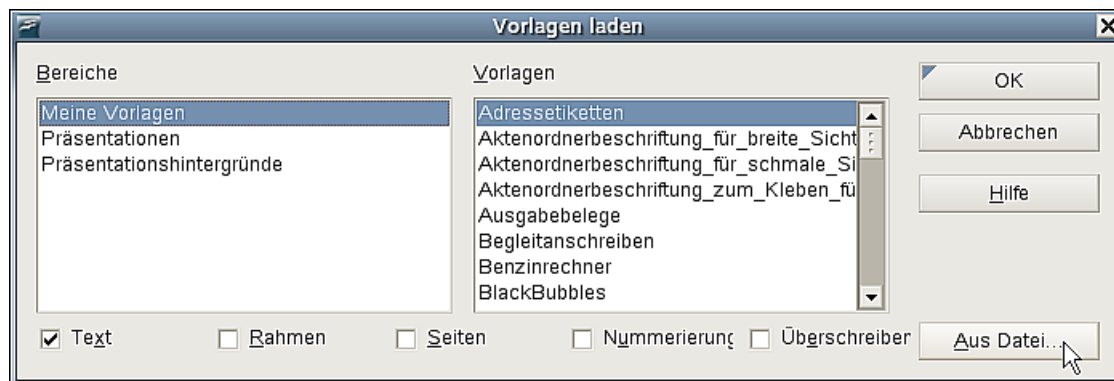 Vorlagen laden
Bereiche
Meine Vorlagen
Präsentationen
Präsentationshintergründe
Vorlagen
Adressetiketten
Aktenordnerbeschriftung_für_breite_Sicht
Aktenordnerbeschriftung_für_schmale_Si
Aktenordnerbeschriftung_zum_Kleben_fü
Ausgabebelege
Begleitanschreiben
Benzinrechner
BlackBubbles
OK
Abbrechen
Hilfe
Text Rahmen Seiten Nummerierung Überschreiben
Aus Datei...